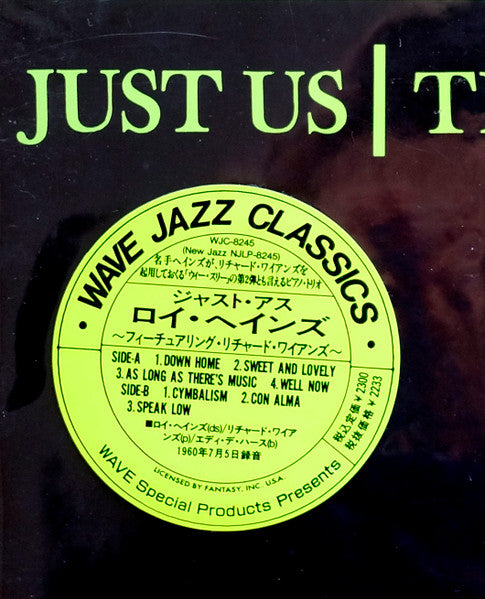 JUST US | T
• WAVE JAZZ CLASSICS •
WJC-8245
(New Jazz NJLP-8245)
名手ヘインズが、リチャード・ワイアンズを
起用しておくる「ウィー・スリー」の第2弾とも言えるピアノ・トリオ
ジャスト・アス
ロイ・ヘインズ
～フィーチュアリング・リチャード・ワイアンズ～
SIDE-A 1.DOWN HOME 2.SWEET AND LOVELY
3.AS LONG AS THERE'S MUSIC 4.WELL NOW
SIDE-B 1.CYMBALISM 2.CON ALMA
3.SPEAK LOW
税込定価¥2300
税抜価格¥2233
■ロイ・ヘインズ(ds)/リチャード・ワイア
ンズ(p)/エディ・デ・ハース(b)
1960年7月5日録音
LICENSED BY FANTASY, INC. U.S.A.
WAVE Special Products Presents